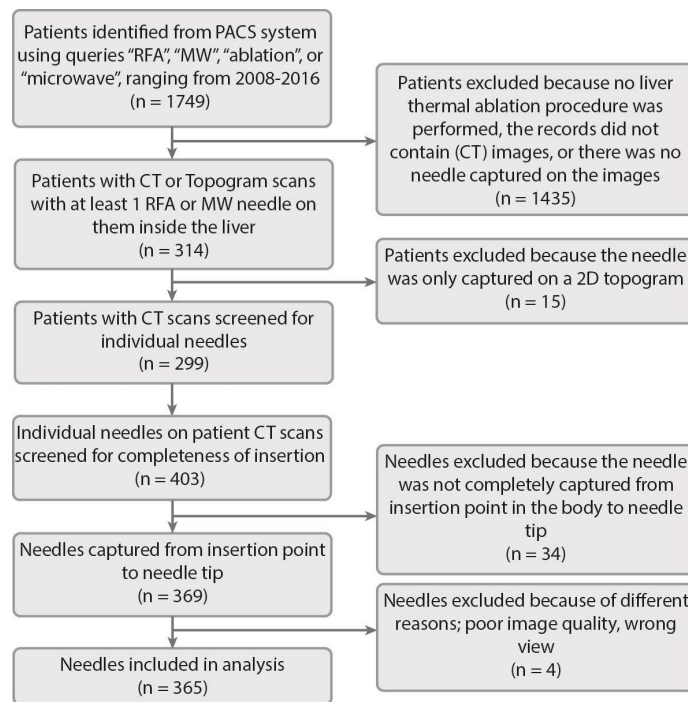 Patients identified from PACS system
using queries “RFA”, “MW”, “ablation”, or
“microwave”, ranging from 2008-2016
(n = 1749)
Patients excluded because no liver
thermal ablation procedure was
performed, the records did not
contain (CT) images, or there was no
needle captured on the images
(n = 1435)
Patients with CT or Topogram scans
with at least 1 RFA or MW needle on
them inside the liver
(n = 314)
Patients excluded because the needle
was only captured on a 2D topogram
(n = 15)
Patients with CT scans screened for
individual needles
(n = 299)
Individual needles on patient CT scans
screened for completeness of insertion
(n = 403)
Needles excluded because the needle
was not completely captured from
insertion point in the body to needle
tip
(n = 34)
Needles captured from insertion point
to needle tip
(n = 369)
Needles excluded because of different
reasons; poor image quality, wrong
view
(n = 4)
Needles included in analysis
(n = 365)